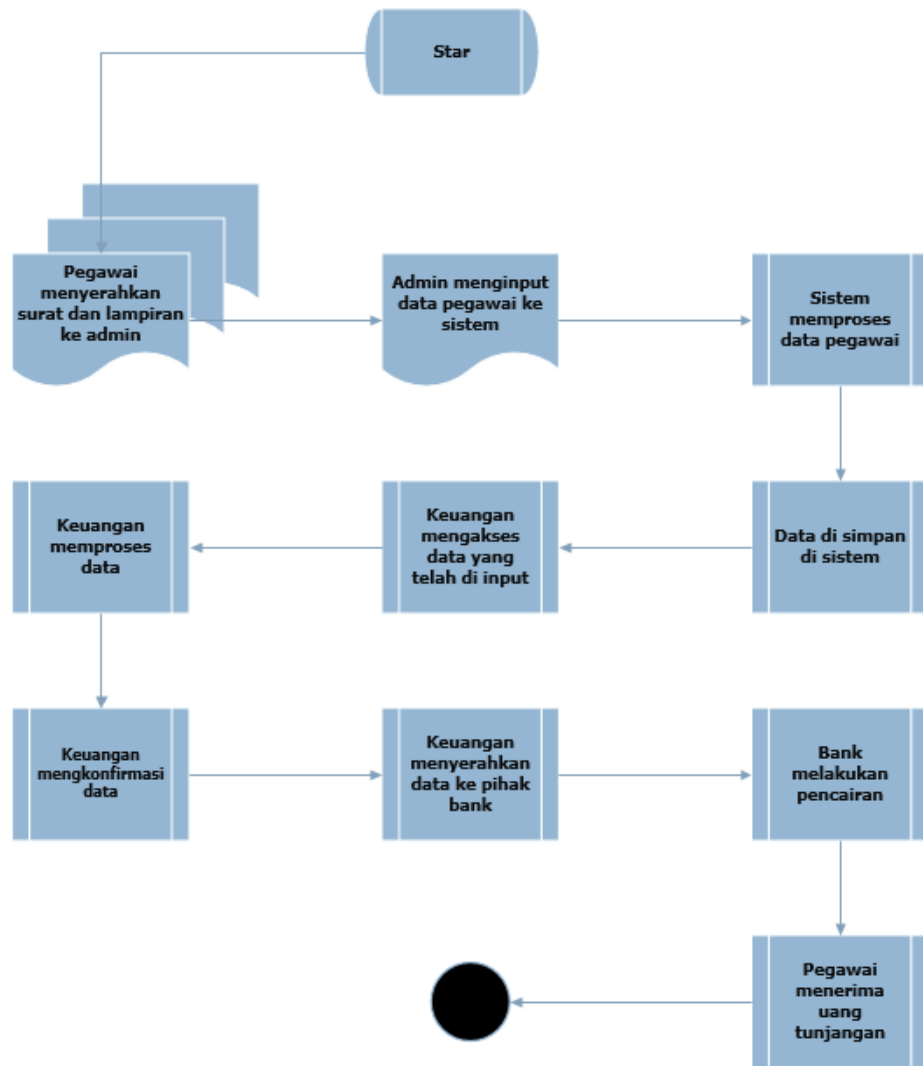 Star
Pegawai
menyerahkan
surat dan lampiran
ke admin
Admin menginput
data pegawai ke
sistem
Sistem
memproses
data pegawai
Keuangan
memproses
data
Keuangan
mengakses
data yang
telah di input
Data di simpan
di sistem
Keuangan
mengkonfirmasi
data
Keuangan
menyerahkan
data ke pihak
bank
Bank
melakukan
pencairan
Pegawai
menerima
uang
tunjangan